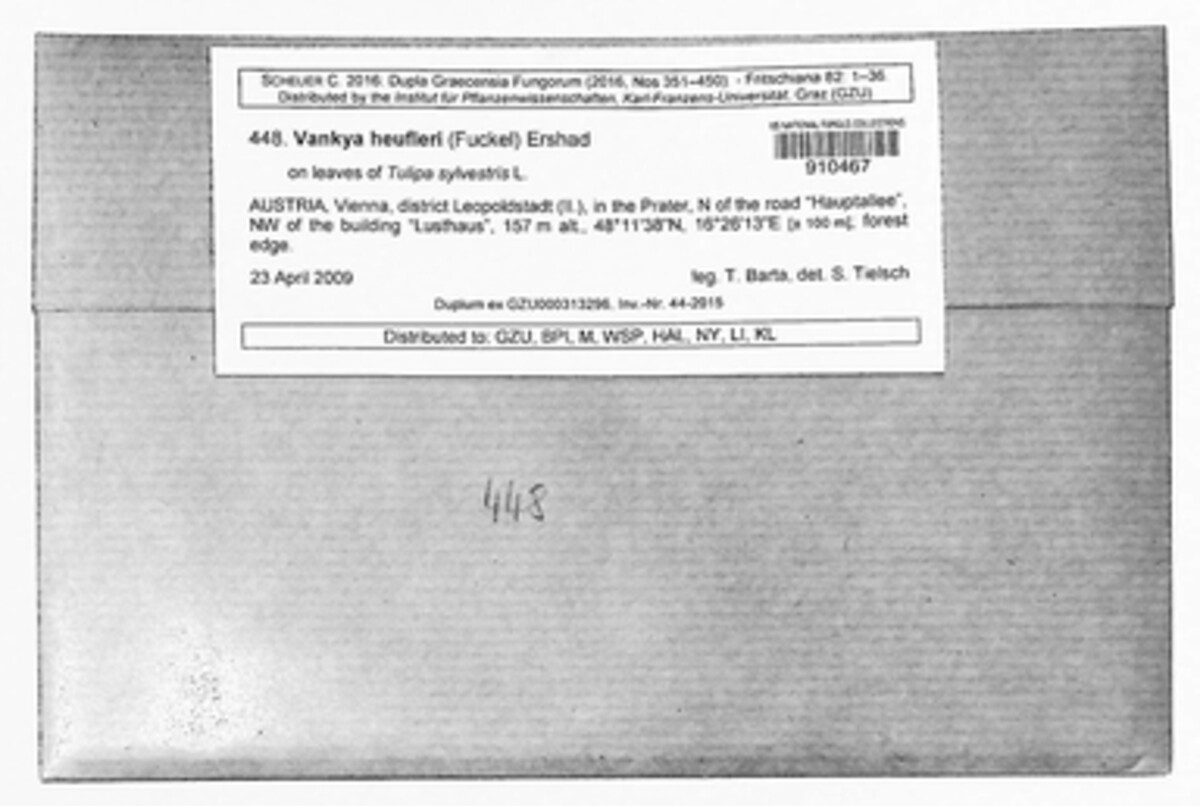 SCHEUER C. 2016. Dupla Graecensia Fungorum (2016, Nos 351–450). - Fritschiana 82: 1–36.
Distributed by the Institut für Pflanzenwissenschaften, Karl-Franzens-Universität, Graz (GZU)
US NATIONAL FUNGUS COLLECTIONS
448. Vankya heufleri (Fuckel) Ershad
910467
on leaves of Tulipa sylvestris L.
AUSTRIA, Vienna, district Leopoldstadt (II.), in the Prater, N of the road "Hauptallee",
NW of the building "Lusthaus", 157 m alt., 48°11'38"N, 16°26'13"E [± 100 m], forest
edge.
23 April 2009 leg. T. Barta, det. S. Tielsch
Duplum ex GZU000313296, Inv.-Nr. 44-2015
Distributed to: GZU, BPI, M, WSP, HAL, NY, LI, KL
448